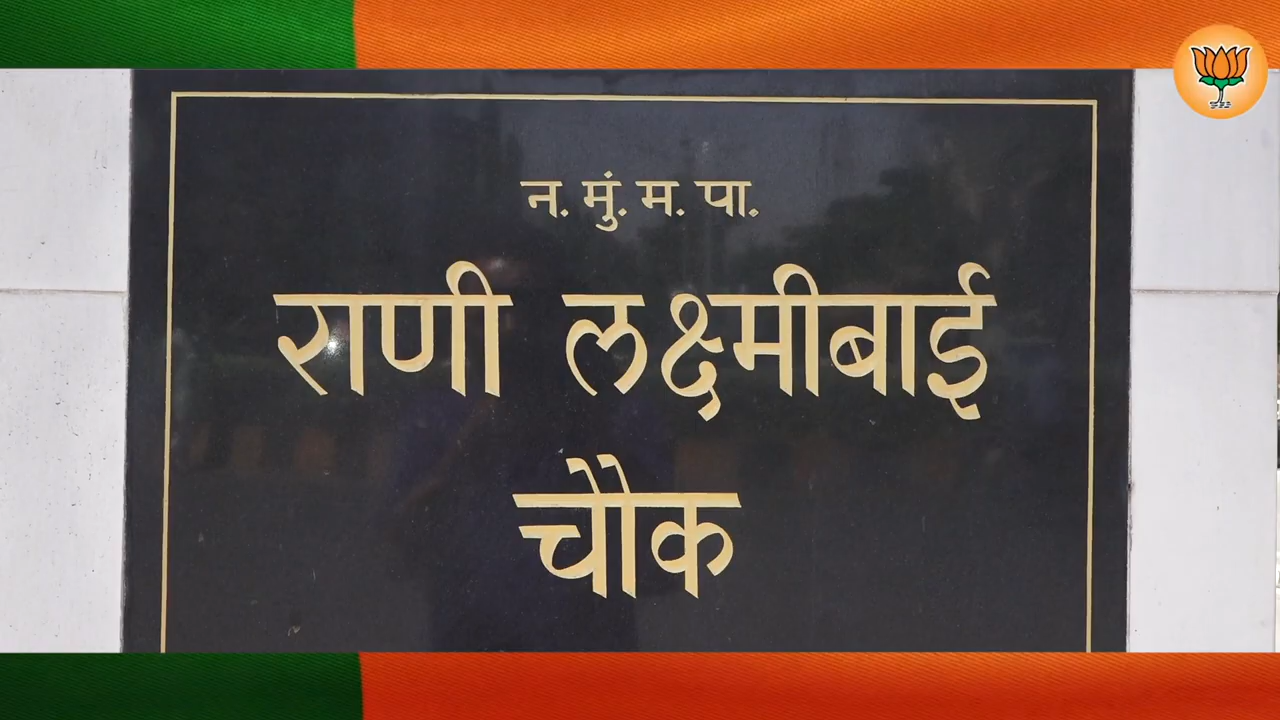 न. मुं. म. पा.
राणी लक्ष्मीबाई
चौक